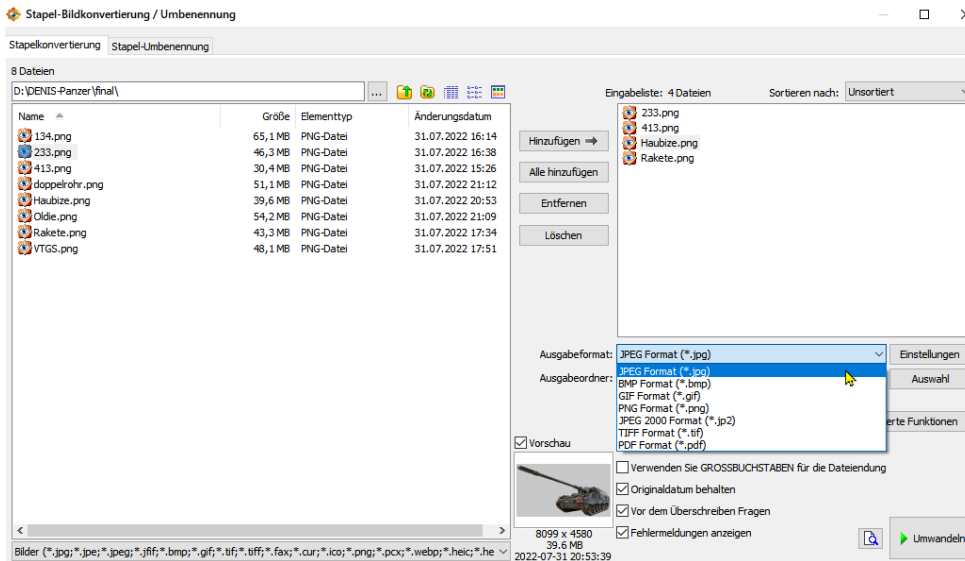 Stapel-Bildkonvertierung / Umbenennung
Stapelkonvertierung Stapel-Umbenennung
8 Dateien
D:\DENIS-Panzer\final\ ...
Name Größe Elementtyp Änderungsdatum
134.png 65,1 MB PNG-Datei 31.07.2022 16:14
233.png 46,3 MB PNG-Datei 31.07.2022 16:38
413.png 30,4 MB PNG-Datei 31.07.2022 15:26
doppelrohr.png 51,1 MB PNG-Datei 31.07.2022 21:12
Haubize.png 39,6 MB PNG-Datei 31.07.2022 20:53
Oldie.png 54,2 MB PNG-Datei 31.07.2022 21:09
Rakete.png 43,3 MB PNG-Datei 31.07.2022 17:34
VTGS.png 48,1 MB PNG-Datei 31.07.2022 17:51
Bilder (*.jpg;*.jpe;*.jpeg;*.jfif;*.bmp;*.gif;*.tif;*.tiff;*.fax;*.cur;*.ico;*.png;*.pcx;*.webp;*.heic;*.he
Hinzufügen
Alle hinzufügen
Entfernen
Löschen
Eingabeliste: 4 Dateien Sortieren nach: Unsortiert
233.png
413.png
Haubize.png
Rakete.png
Ausgabeformat: JPEG Format (*.jpg) Einstellungen
Ausgabeordner: Auswahl
JPEG Format (*.jpg)
BMP Format (*.bmp)
GIF Format (*.gif)
PNG Format (*.png)
JPEG 2000 Format (*.jp2)
TIFF Format (*.tif)
PDF Format (*.pdf)
erte Funktionen
Vorschau
8099 x 4580
39.6 MB
2022-07-31 20:53:39
Verwenden Sie GROSSBUCHSTABEN für die Dateiendung
Originaldatum behalten
Vor dem Überschreiben Fragen
Fehlermeldungen anzeigen
Umwandeln